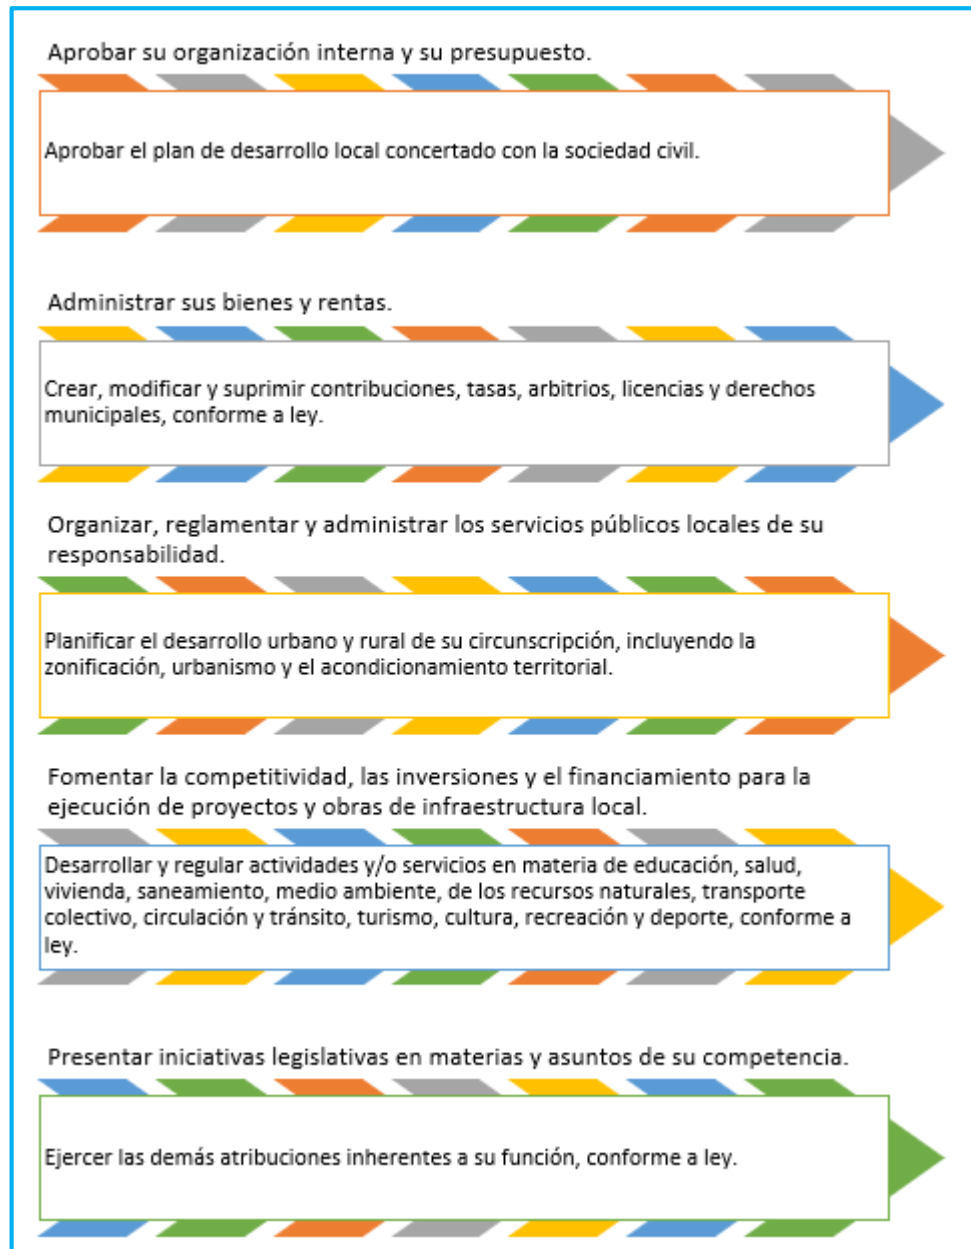 Aprobar su organización interna y su presupuesto.
Aprobar el plan de desarrollo local concertado con la sociedad civil.
Administrar sus bienes y rentas.
Crear, modificar y suprimir contribuciones, tasas, arbitrios, licencias y derechos
municipales, conforme a ley.
Organizar, reglamentar y administrar los servicios públicos locales de su
responsabilidad.
Planificar el desarrollo urbano y rural de su circunscripción, incluyendo la
zonificación, urbanismo y el acondicionamiento territorial.
Fomentar la competitividad, las inversiones y el financiamiento para la
ejecución de proyectos y obras de infraestructura local.
Desarrollar y regular actividades y/o servicios en materia de educación, salud,
vivienda, saneamiento, medio ambiente, de los recursos naturales, transporte
colectivo, circulación y tránsito, turismo, cultura, recreación y deporte, conforme a
ley.
Presentar iniciativas legislativas en materias y asuntos de su competencia.
Ejercer las demás atribuciones inherentes a su función, conforme a ley.